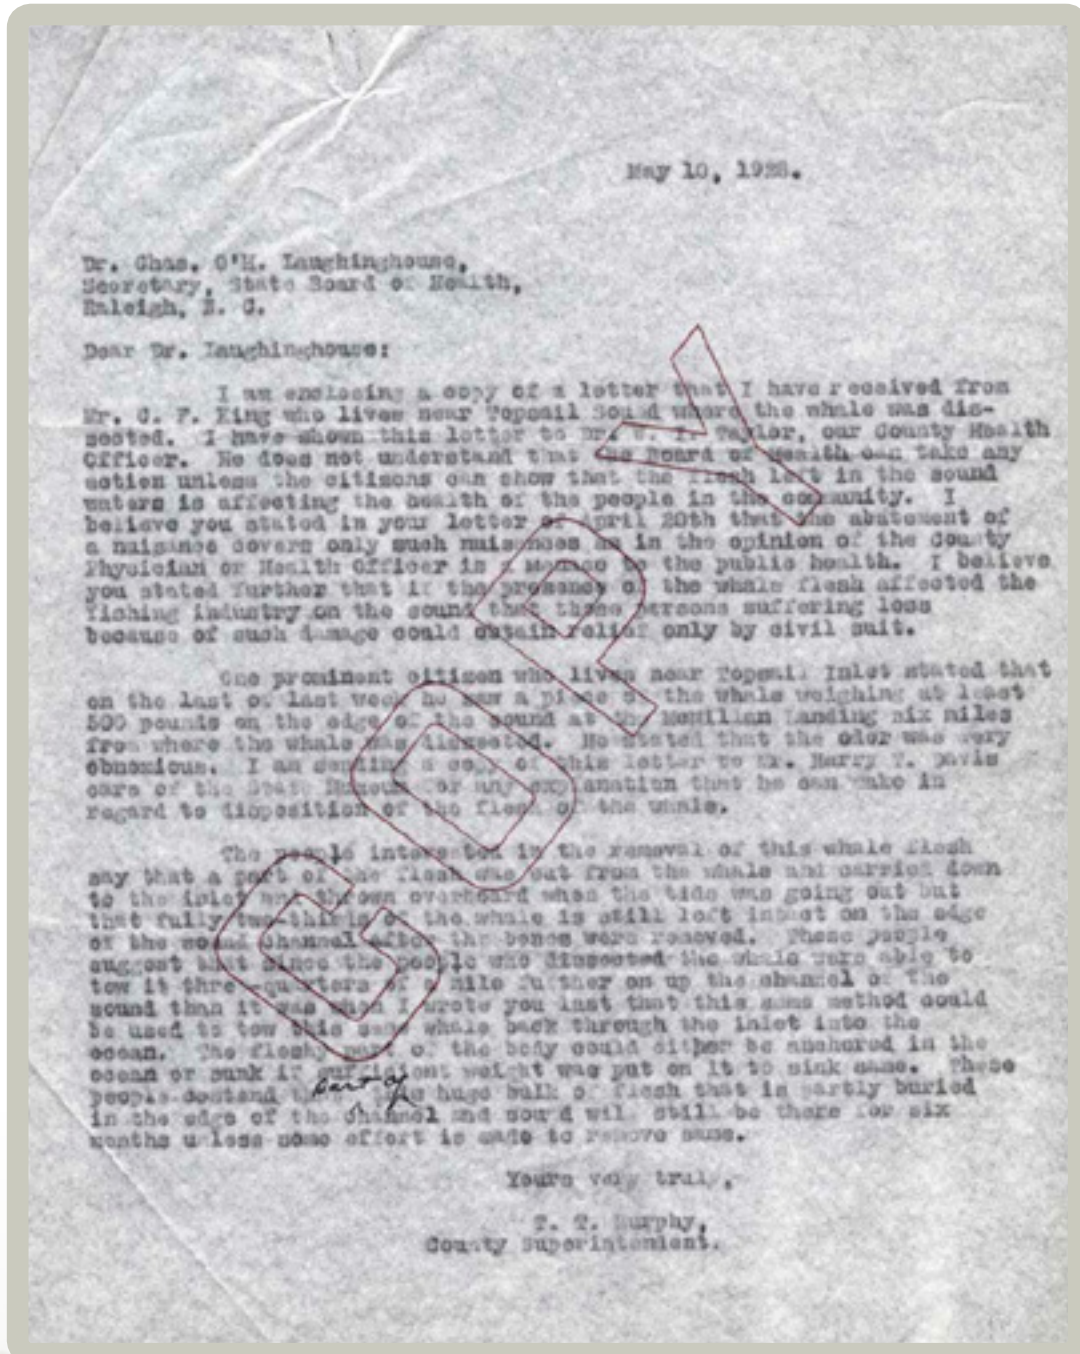 May 10, 1928.
Dr. Chas. O'H. Laughinghouse,
Secretary, State Board of Health,
Raleigh, N. C.
Dear Dr. Laughinghouse:
I am enclosing a copy of a letter that I have received from
Mr. C. F. King who lives near Topsail Sound where the whale was dis-
sected. I have shown this letter to Dr. Taylor, our County Health
Officer. He does not understand that the Board of Health can take any
action unless the citizens can show that the flesh left in the sound
waters is affecting the health of the people in the community. I
believe you stated in your letter of April 20th that the abatement of
a nuisance covers only such nuisances as in the opinion of the County
Physician or Health Officer is a menace to the public health. I believe
you stated further that if the presence of the whale flesh affected the
fishing industry on the sound that those persons suffering loss
because of such damage could obtain relief only by civil suit.
One prominent citizen who lives near Topsail Inlet stated that
on the last of last week he saw a piece of the whale weighing at least
500 pounds on the edge of the sound at the McMillan Landing six miles
from where the whale was dissected. He stated that the odor was very
obnoxious. I am sending a copy of this letter to Mr. Harry T. Davis
care of the State Museum for any explanation that he can make in
regard to disposition of the flesh of the whale.
The people interested in the removal of this whale flesh
say that a part of the flesh was cut from the whale and carried down
to the inlet and thrown overboard when the tide was going out but
that fully two-thirds of the whale is still left intact on the edge
of the sound channel after the bones were removed. These people
suggest that since the people who dissected the whale were able to
tow it three-quarters of a mile further on up the channel of the
sound than it was when I wrote you last that this same method could
be used to tow this same whale back through the inlet into the
ocean. The fleshy part of the body could either be anchored in the
ocean or sunk if sufficient weight was put on it to sink same. These
part of
people contend that this huge bulk of flesh that is partly buried
in the edge of the channel and sound will still be there for six
months unless some effort is made to remove same.
Yours very truly,
T. T. Murphy,
County Superintendent.
COPY